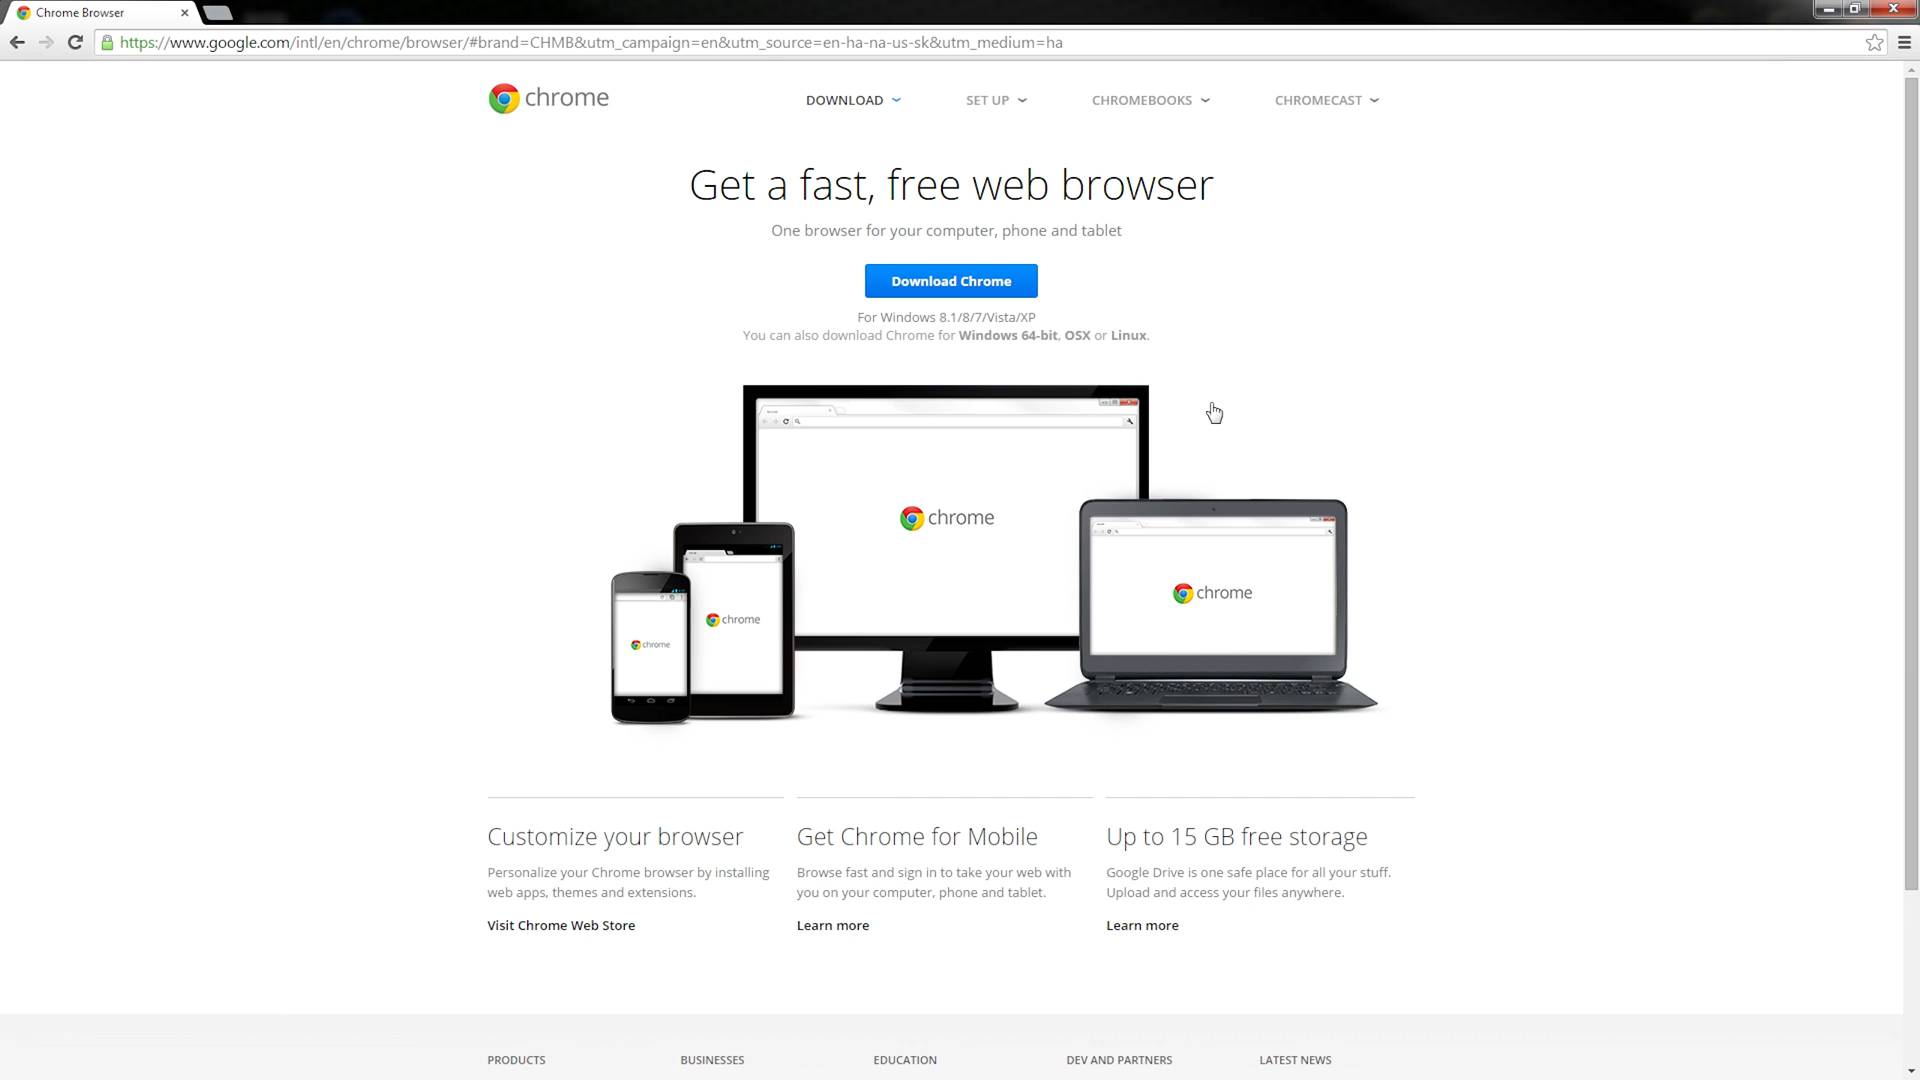 Chrome Browser
https://www.google.com/intl/en/chrome/browser/#brand=CHMB&utm_campaign=en&utm_source=en-ha-na-us-sk&utm_medium=ha
chrome
DOWNLOAD
SET UP
CHROMEBOOKS
CHROMECAST
Get a fast, free web browser
One browser for your computer, phone and tablet
Download Chrome
For Windows 8.1/8/7/Vista/XP
You can also download Chrome for Windows 64-bit, OSX or Linux.
chrome
chrome
chrome
chrome
Customize your browser
Personalize your Chrome browser by installing
web apps, themes and extensions.
Visit Chrome Web Store
Get Chrome for Mobile
Browse fast and sign in to take your web with
you on your computer, phone and tablet.
Learn more
Up to 15 GB free storage
Google Drive is one safe place for all your stuff.
Upload and access your files anywhere.
Learn more
PRODUCTS
BUSINESSES
EDUCATION
DEV AND PARTNERS
LATEST NEWS